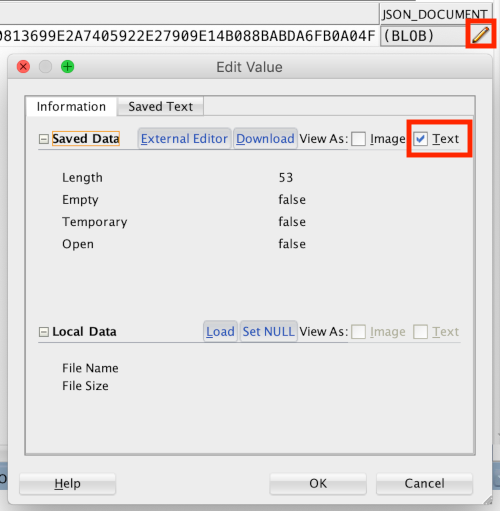 JSON_DOCUMENT
0813699E2A7405922E27909E14B088BABDA6FB0A04F (BLOB)
Edit Value
Information Saved Text
Saved Data External Editor Download View As: Image Text
Length 53
Empty false
Temporary false
Open false
Local Data Load Set NULL View As: Image Text
File Name
File Size
Help OK Cancel